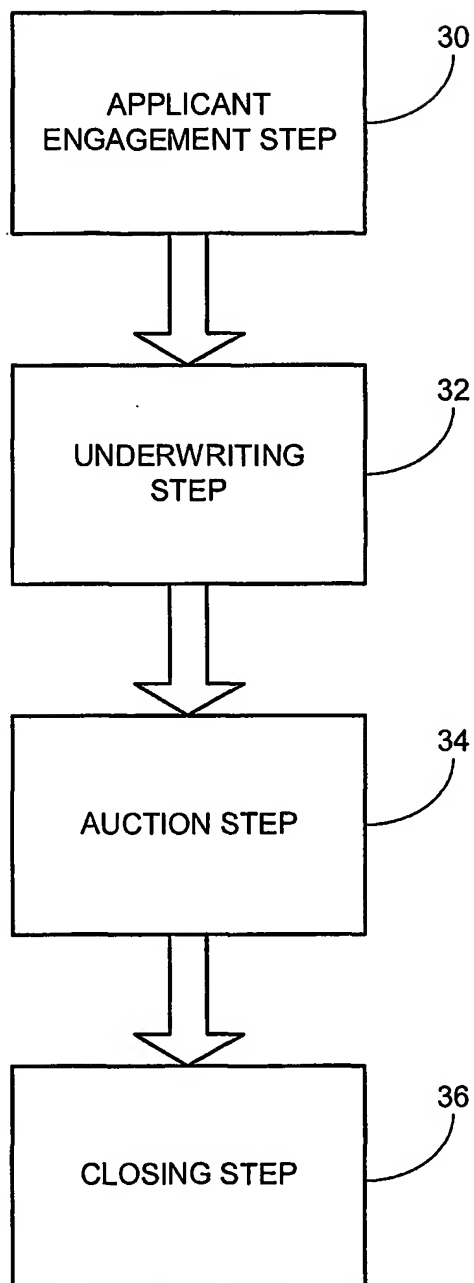 30
APPLICANT
ENGAGEMENT STEP
32
UNDERWRITING
STEP
34
AUCTION STEP
36
CLOSING STEP